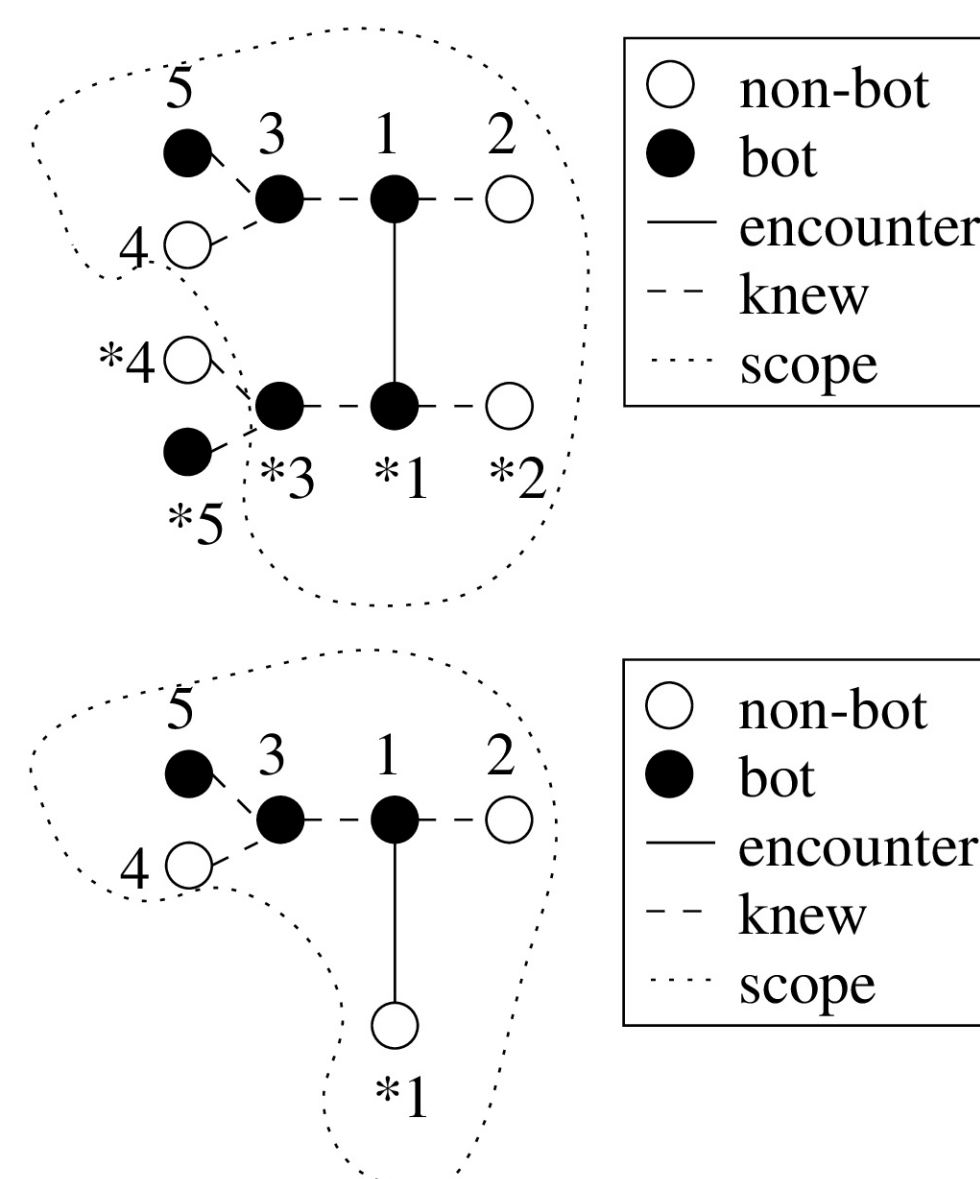 5
3 1 2
4
*4
*3 *1 *2
*5
non-bot
bot
encounter
knew
scope
5
3 1 2
4
*1
non-bot
bot
encounter
knew
scope